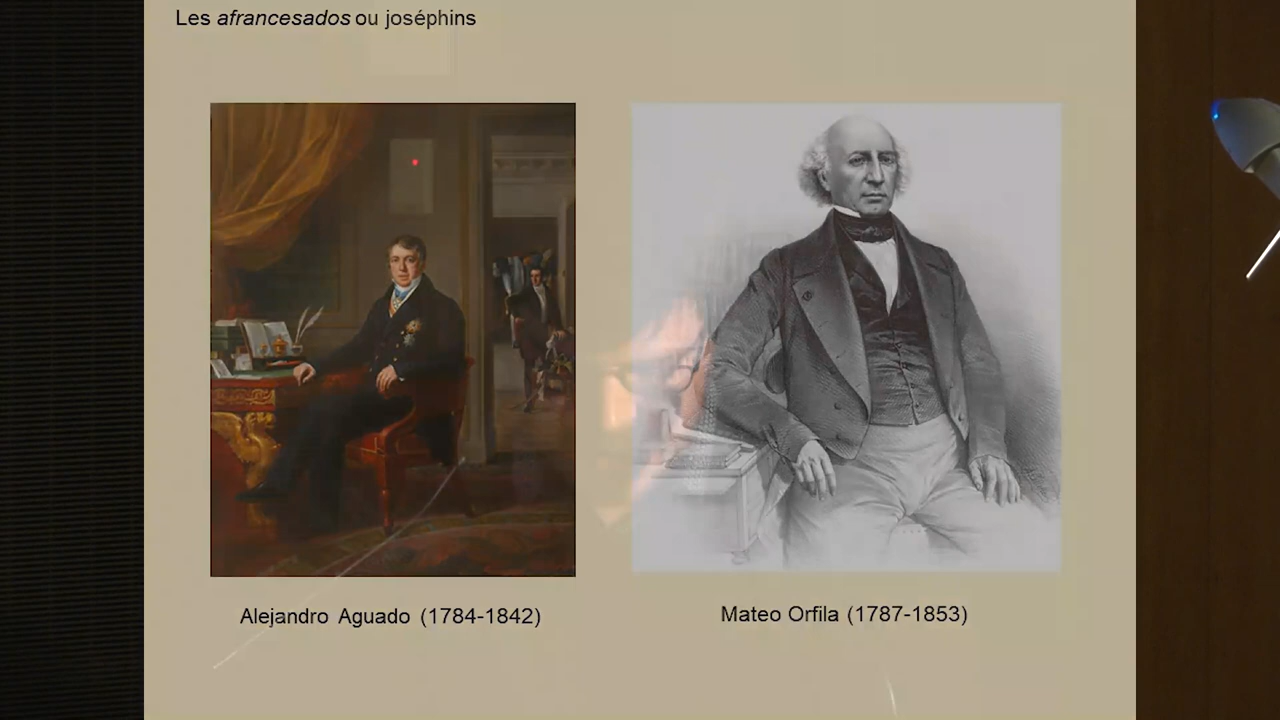 Les afrancesados ou joséphins
Alejandro Aguado (1784-1842)
Mateo Orfila (1787-1853)